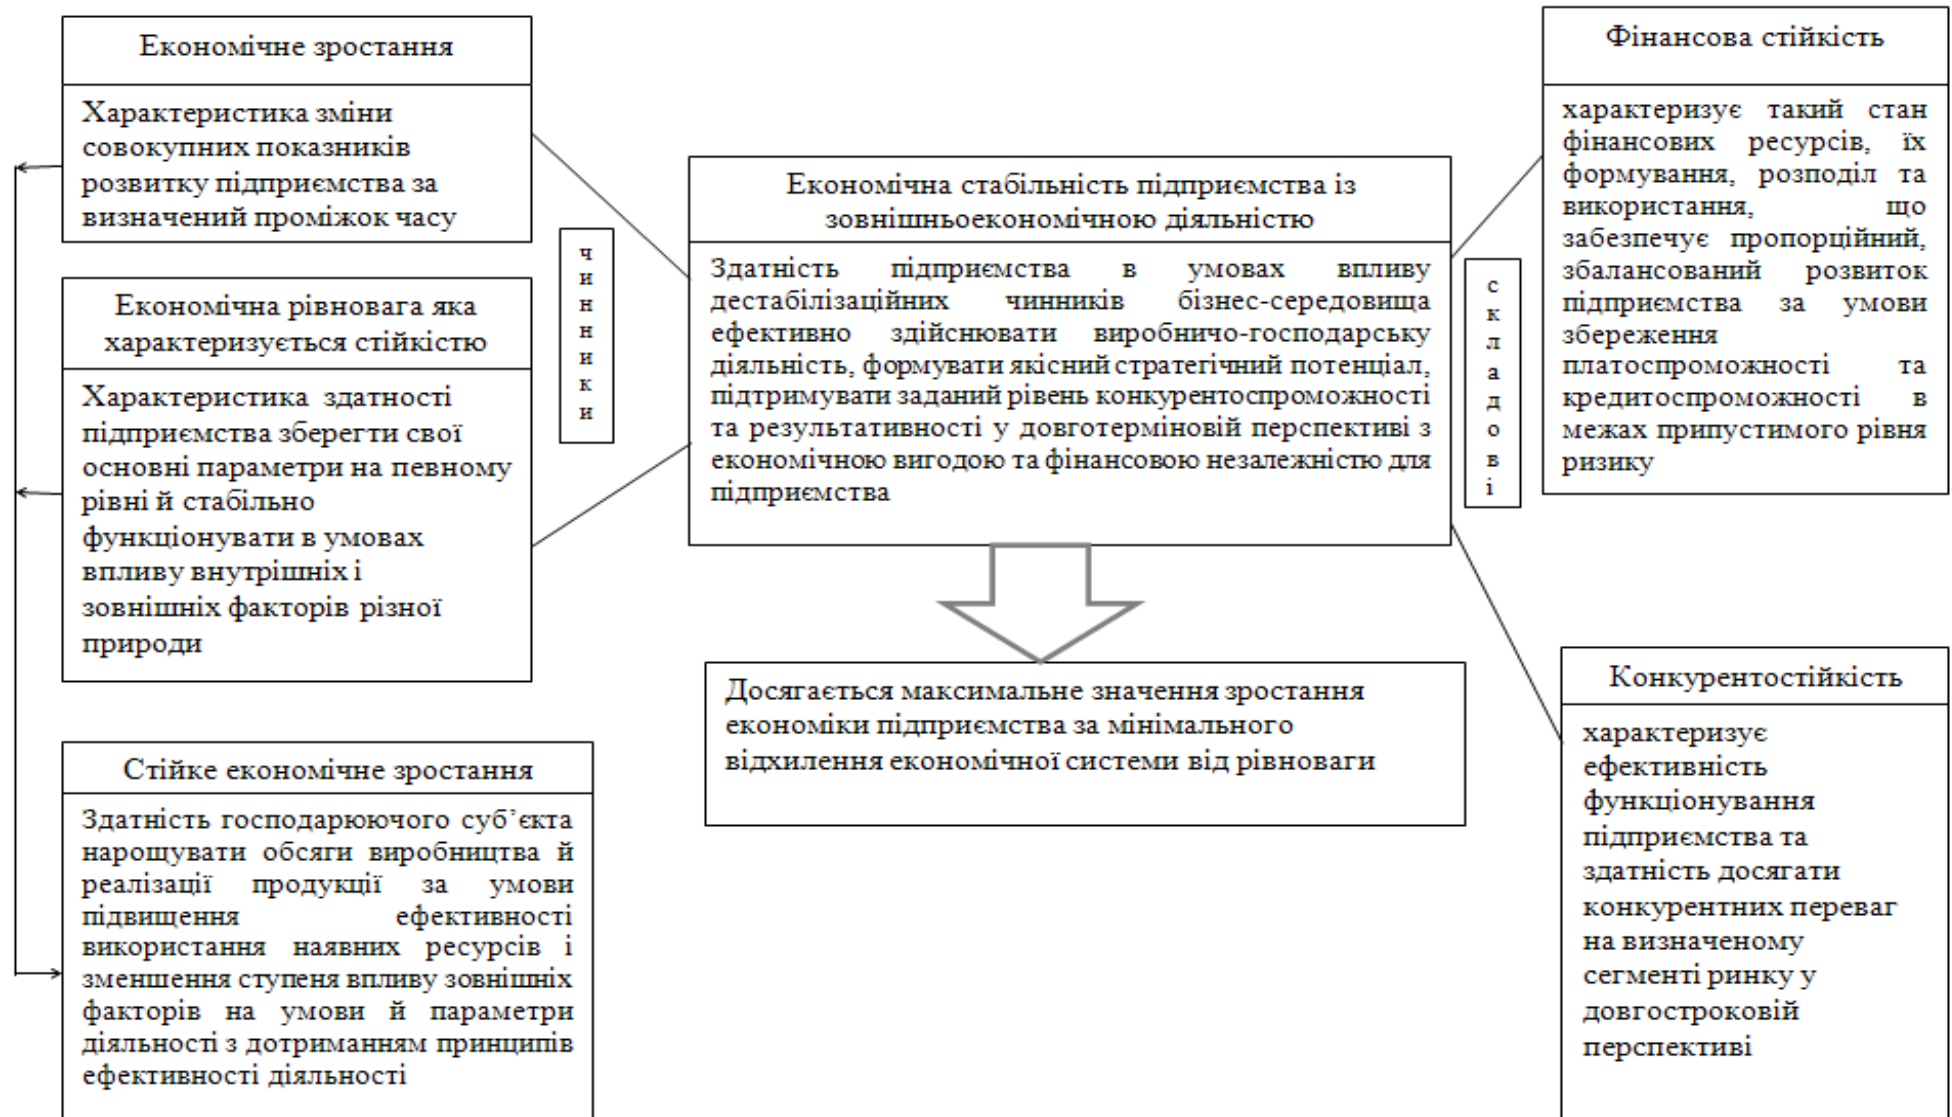 Економічне зростання
Характеристика зміни
совокупних показників
розвитку підприємства за
визначений проміжок часу
Економічна рівновага яка
характеризується стійкістю
Характеристика здатності
підприємства зберегти свої
основні параметри на певному
рівні й стабільно
функціонувати в умовах
впливу внутрішніх і
зовнішніх факторів різної
природи
Стійке економічне зростання
Здатність господарюючого суб’єкта
нарощувати обсяги виробництва й
реалізації продукції за умови
підвищення ефективності
використання наявних ресурсів і
зменшення ступеня впливу зовнішніх
факторів на умови й параметри
діяльності з дотриманням принципів
ефективності діяльності
ч
и
н
н
и
к
и
Економічна стабільність підприємства із
зовнішньоекономічною діяльністю
Здатність підприємства в умовах впливу
дестабілізаційних чинників бізнес-середовища
ефективно здійснювати виробничо-господарську
діяльність, формувати якісний стратегічний потенціал,
підтримувати заданий рівень конкурентоспроможності
та результативності у довготерміновій перспективі з
економічною вигодою та фінансовою незалежністю для
підприємства
Досягається максимальне значення зростання
економіки підприємства за мінімального
відхилення економічної системи від рівноваги
с
к
л
а
д
о
в
і
Фінансова стійкість
характеризує такий стан
фінансових ресурсів, їх
формування, розподіл та
використання, що
забезпечує пропорційний,
збалансований розвиток
підприємства за умови
збереження
платоспроможності та
кредитоспроможності в
межах припустимого рівня
ризику
Конкурентостійкість
характеризує
ефективність
функціонування
підприємства та
здатність досягати
конкурентних переваг
на визначеному
сегменті ринку у
довгостроковій
перспективі